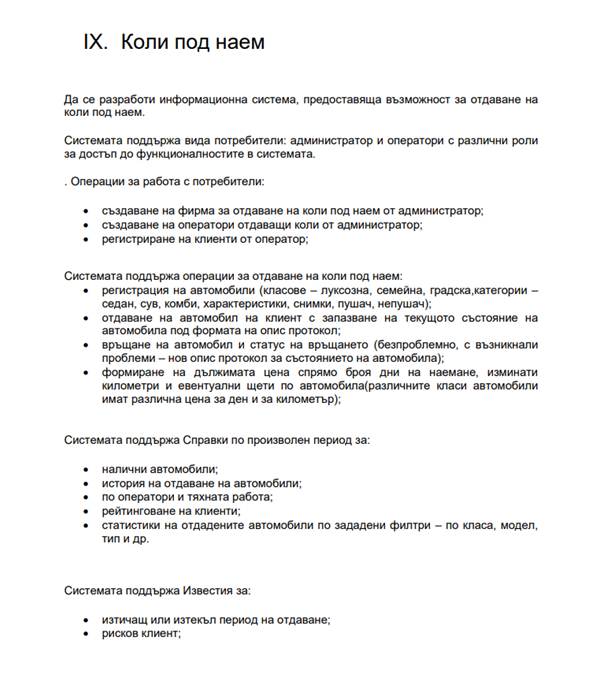 IX. Коли под наем
Да се разработи информационна система, предоставяща възможност за отдаване на
коли под наем.
Системата поддържа вида потребители: администратор и оператори с различни роли
за достъп до функционалностите в системата.
. Операции за работа с потребители:
• създаване на фирма за отдаване на коли под наем от администратор;
• създаване на оператори отдаващи коли от администратор;
• регистриране на клиенти от оператор;
Системата поддържа операции за отдаване на коли под наем:
• регистрация на автомобили (класове – луксозна, семейна, градска,категории –
седан, сув, комби, характеристики, снимки, пушач, непушач);
• отдаване на автомобил на клиент с запазване на текущото състояние на
автомобила под формата на опис протокол;
• връщане на автомобил и статус на връщането (безпроблемно, с възникнали
проблеми – нов опис протокол за състоянието на автомобила);
• формиране на дължимата цена спрямо броя дни на наемане, изминати
километри и евентуални щети по автомобила(различните класи автомобили
имат различна цена за ден и за километър);
Системата поддържа Справки по произволен период за:
• налични автомобили;
• история на отдаване на автомобили;
• по оператори и тяхната работа;
• рейтинговане на клиенти;
• статистики на отдадените автомобили по зададени филтри – по класа, модел,
тип и др.
Системата поддържа Известия за:
• изтичащ или изтекъл период на отдаване;
• рисков клиент;